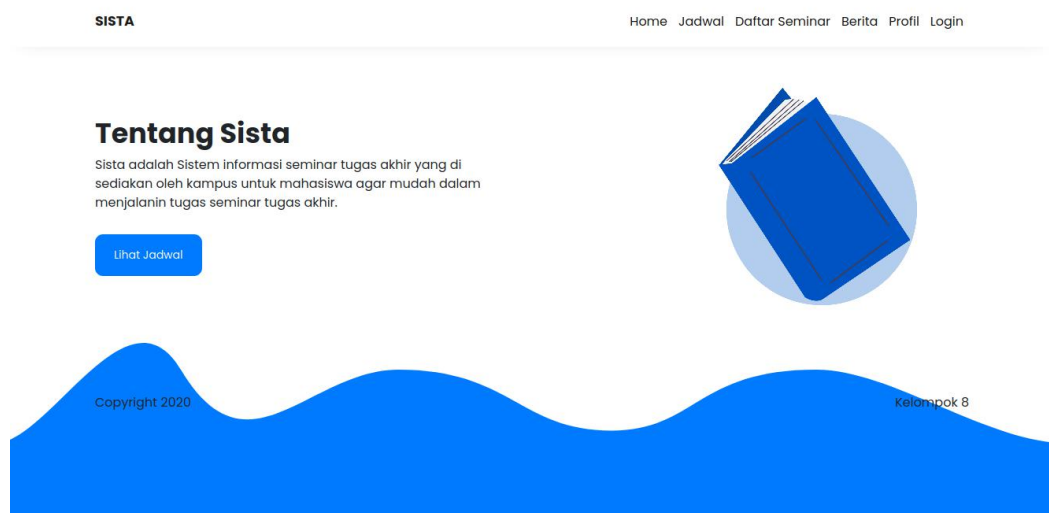 SISTA
Home Jadwal Daftar Seminar Berita Profil Login
Tentang Sista
Sista adalah Sistem informasi seminar tugas akhir yang di
sediakan oleh kampus untuk mahasiswa agar mudah dalam
menjalanin tugas seminar tugas akhir.
Lihat Jadwal
Copyright 2020
Kelompok 8